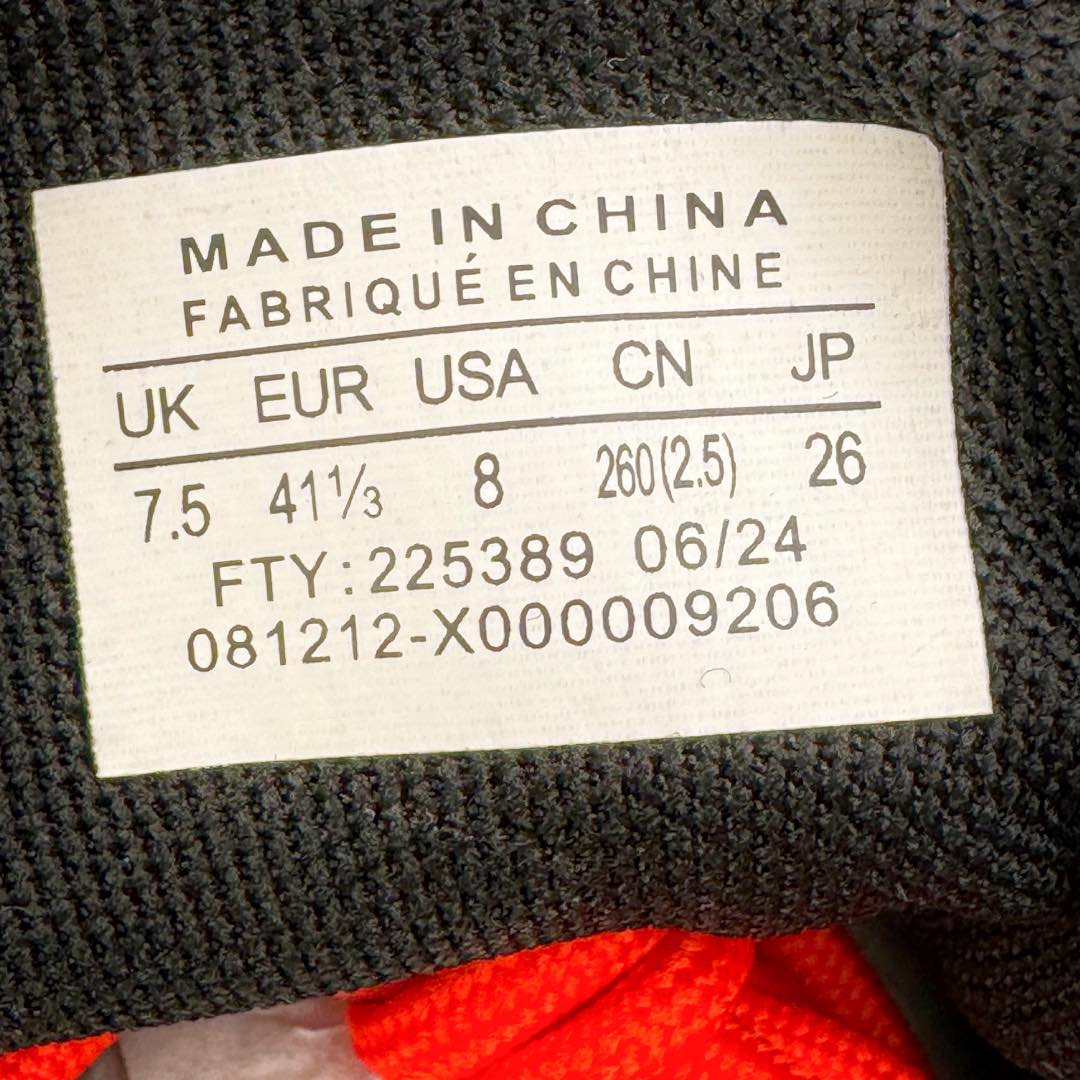 MADE IN CHINA
FABRIQUÉ EN CHINE
UK EUR USA CN JP
7.5 41⅓ 8 260(2.5) 26
FTY:225389 06/24
081212-X000009206